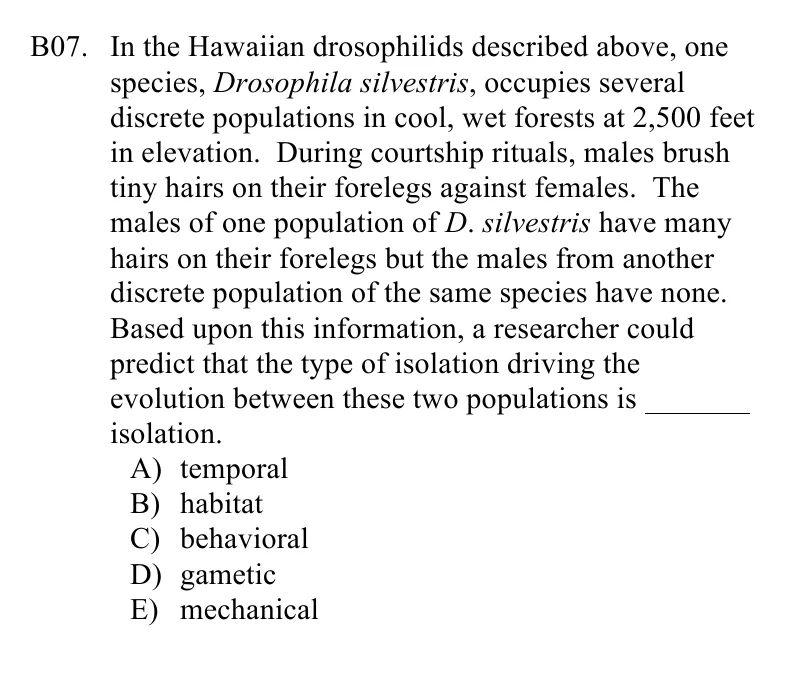 B07. In the Hawaiian drosophilids described above, one
species, Drosophila silvestris, occupies several
discrete populations in cool, wet forests at 2,500 feet
in elevation. During courtship rituals, males brush
tiny hairs on their forelegs against females. The
males of one population of D. silvestris have many
hairs on their forelegs but the males from another
discrete population of the same species have none.
Based upon this information, a researcher could
predict that the type of isolation driving the
evolution between these two populations is ________
isolation.
A) temporal
B) habitat
C) behavioral
D) gametic
E) mechanical